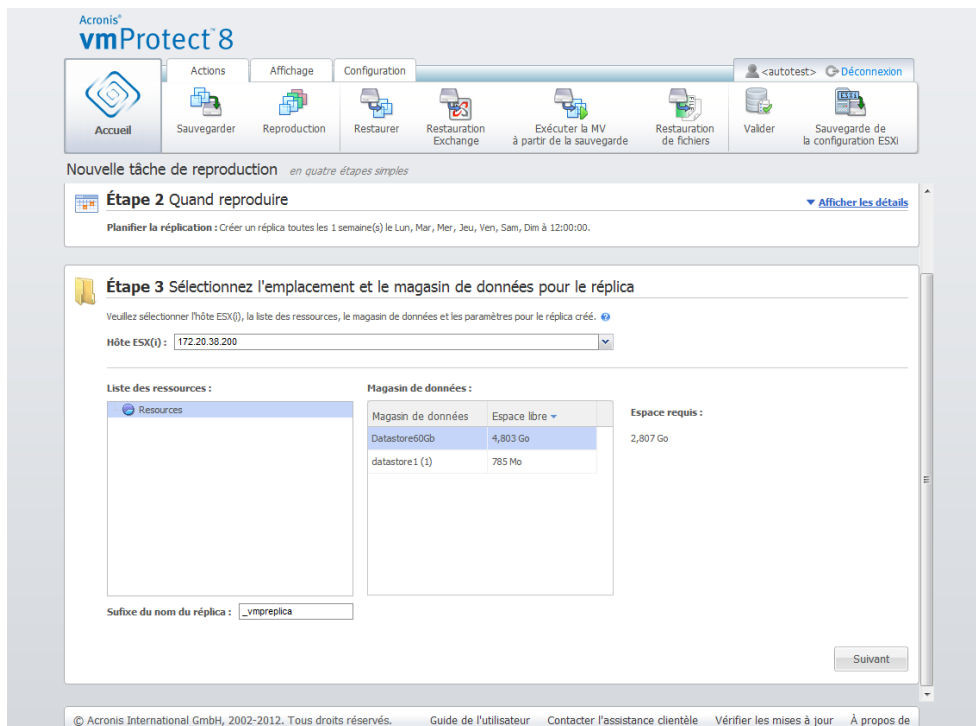 Acronis®
vmProtect™8
Actions Affichage Configuration <autotest> Déconnexion
Accueil
Sauvegarder
Reproduction
Restaurer
Restauration
Exchange
Exécuter la MV
à partir de la sauvegarde
Restauration
de fichiers
Valider
ESXi
Sauvegarde de
la configuration ESXi
Nouvelle tâche de reproduction en quatre étapes simples
Étape 2 Quand reproduire
Afficher les détails
Planifier la réplication : Créer un réplica toutes les 1 semaine(s) le Lun, Mar, Mer, Jeu, Ven, Sam, Dim à 12:00:00.
Étape 3 Sélectionnez l'emplacement et le magasin de données pour le réplica
Veuillez sélectionner l'hôte ESX(i), la liste des ressources, le magasin de données et les paramètres pour le réplica créé.
Hôte ESX(i) : 172.20.38.200
Liste des ressources :
Resources
Magasin de données :
Magasin de données Espace libre
Datastore60Gb 4,803 Go
datastore1 (1) 785 Mo
Espace requis :
2,807 Go
Sufixe du nom du réplica : _vmpreplica
Suivant
© Acronis International GmbH, 2002-2012. Tous droits réservés. Guide de l'utilisateur Contacter l'assistance clientèle Vérifier les mises à jour À propos de